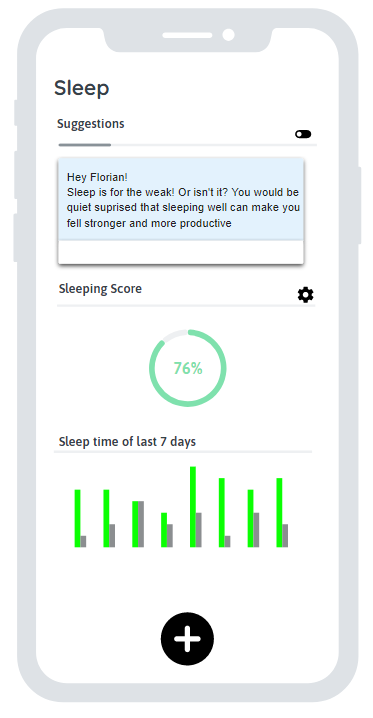 Sleep
Suggestions
Hey Florian!
Sleep is for the weak! Or isn't it? You would be
quiet suprised that sleeping well can make you
fell stronger and more productive
Sleeping Score
76%
Sleep time of last 7 days